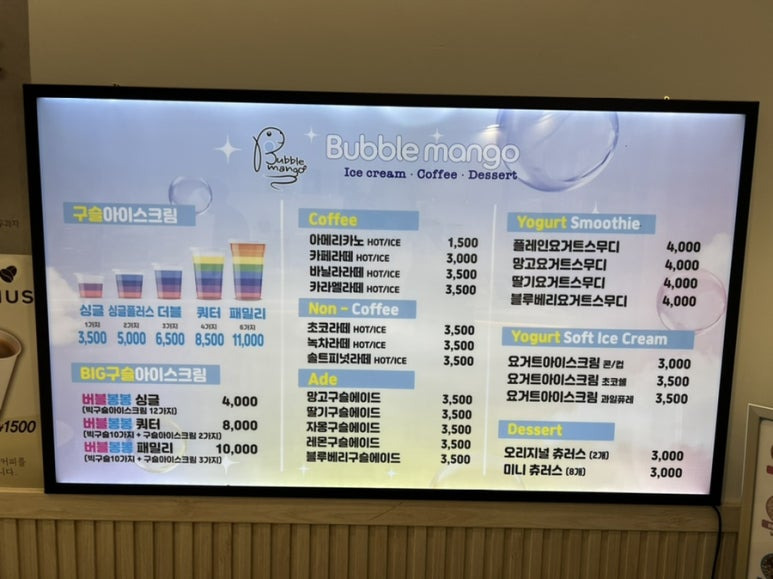 Bubble
mango
Bubble mango
Ice cream · Coffee · Dessert
구슬아이스크림
싱글 싱글플러스 더블 쿼터 패밀리
1가지 2가지 3가지 4가지 6가지
3,500 5,000 6,500 8,500 11,000
BIG구슬아이스크림
버블봉봉 싱글 4,000
(빅구슬아이스크림 12가지)
버블봉봉 쿼터 8,000
(빅구슬10가지 + 구슬아이스크림 2가지)
버블봉봉 패밀리 10,000
(빅구슬10가지 + 구슬아이스크림 3가지)
Coffee
아메리카노 HOT/ICE 1,500
카페라떼 HOT/ICE 3,000
바닐라라떼 HOT/ICE 3,500
카라멜라떼 HOT/ICE 3,500
Non - Coffee
초코라떼 HOT/ICE 3,500
녹차라떼 HOT/ICE 3,500
솔트피넛라떼 HOT/ICE 3,500
Ade
망고구슬에이드 3,500
딸기구슬에이드 3,500
자몽구슬에이드 3,500
레몬구슬에이드 3,500
블루베리구슬에이드 3,500
Yogurt Smoothie
플레인요거트스무디 4,000
망고요거트스무디 4,000
딸기요거트스무디 4,000
블루베리요거트스무디 4,000
Yogurt Soft Ice Cream
요거트아이스크림 콘/컵 3,000
요거트아이스크림 초코쉘 3,500
요거트아이스크림 과일퓨레 3,500
Dessert
오리지널 츄러스 (2개) 3,000
미니 츄러스 (8개) 3,000
1500